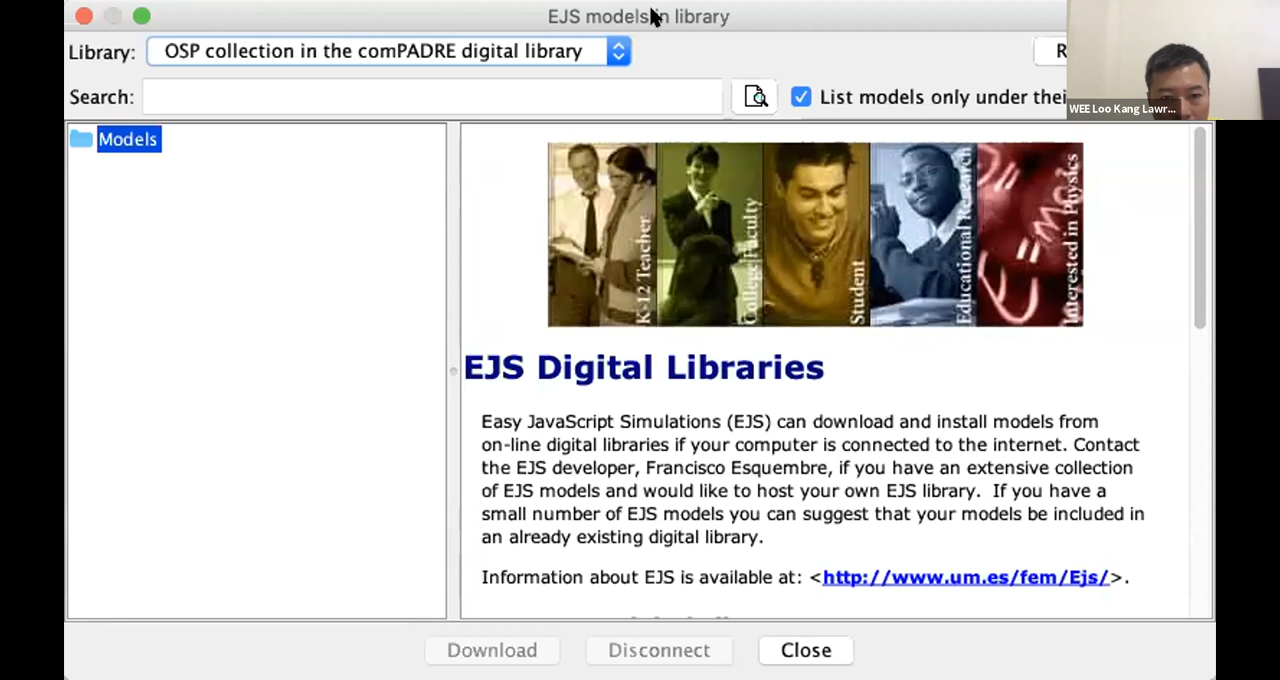 EJS models in library
Library: OSP collection in the comPADRE digital library
Search: List models only under thei
WEE Loo Kang Lawr...
Models
K-12 Teacher
College Faculty
Student
Educational Research
Interested in Physics
EJS Digital Libraries
Easy JavaScript Simulations (EJS) can download and install models from
on-line digital libraries if your computer is connected to the internet. Contact
the EJS developer, Francisco Esquembre, if you have an extensive collection
of EJS models and would like to host your own EJS library. If you have a
small number of EJS models you can suggest that your models be included in
an already existing digital library.
Information about EJS is available at: <http://www.um.es/fem/Ejs/>.
Download Disconnect Close